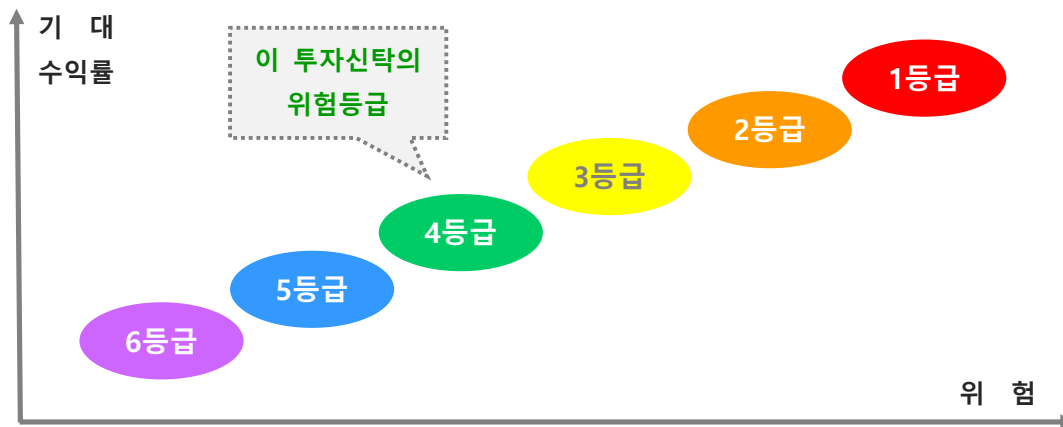 기 대
수익률
이 투자신탁의
위험등급
1등급
2등급
3등급
4등급
5등급
6등급
위 험